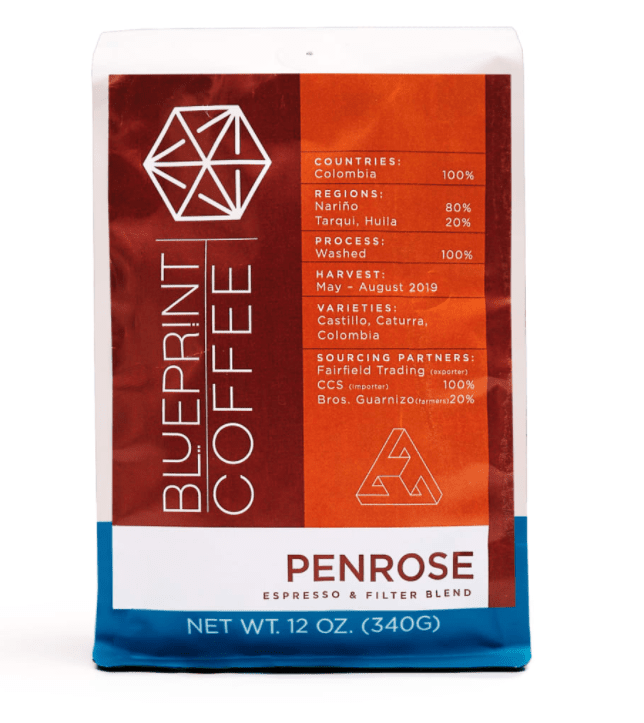 BLUEPRINT
COFFEE
COUNTRIES:
Colombia 100%
REGIONS:
Nariño 80%
Tarqui, Huila 20%
PROCESS:
Washed 100%
HARVEST:
May – August 2019
VARIETIES:
Castillo, Caturra,
Colombia
SOURCING PARTNERS:
Fairfield Trading (exporter)
CCS (importer) 100%
Bros. Guarnizo(farmers)20%
PENROSE
ESPRESSO & FILTER BLEND
NET WT. 12 OZ. (340G)